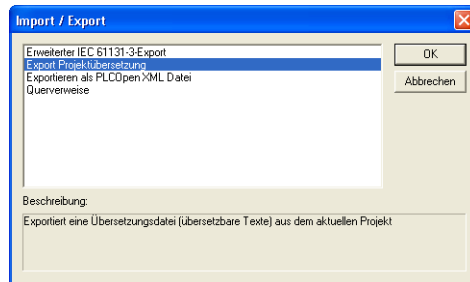 Import / Export
Erweiterter IEC 61131-3-Export
Export Projektübersetzung
Exportieren als PLCOpen XML Datei
Querverweise
OK
Abbrechen
Beschreibung:
Exportiert eine Übersetzungsdatei (übersetzbare Texte) aus dem aktuellen Projekt